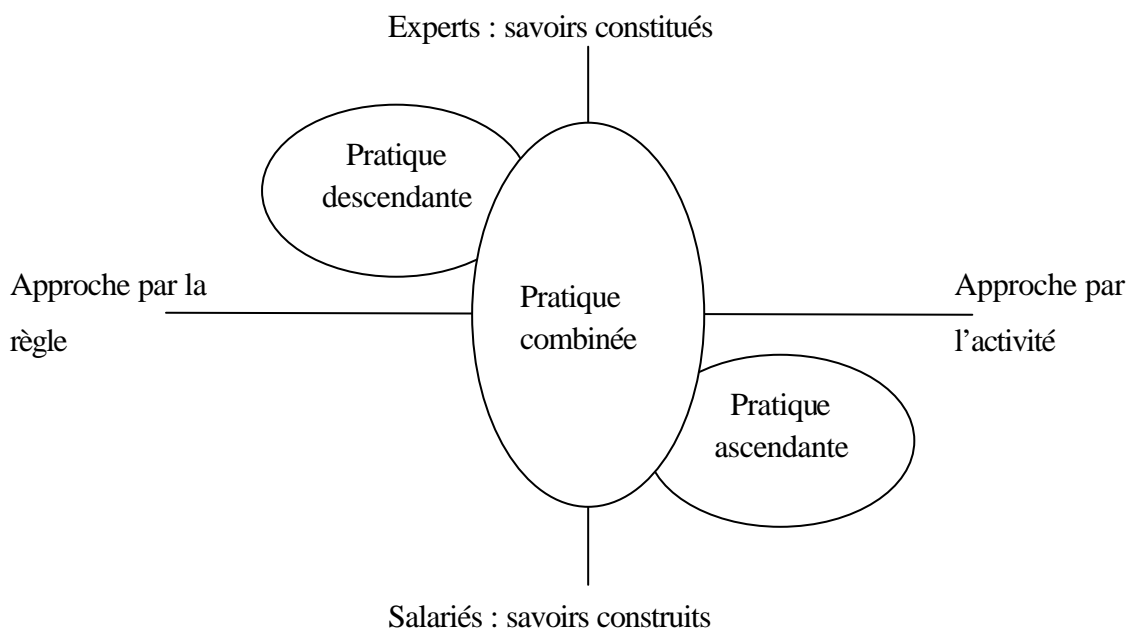 Experts : savoirs constitués
Pratique
descendante
Approche par la
règle
Pratique
combinée
Approche par
l’activité
Pratique
ascendante
Salariés : savoirs construits